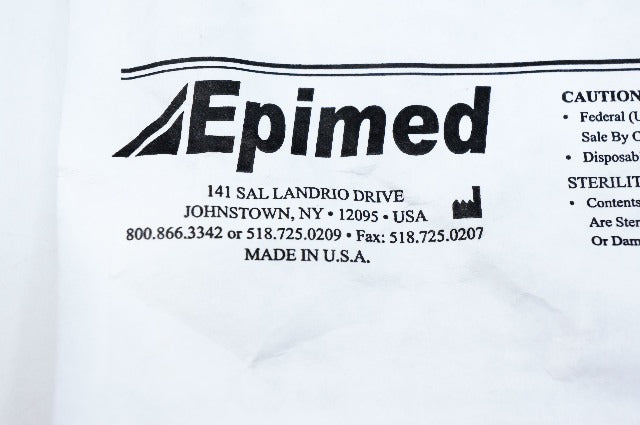 Epimed
141 SAL LANDRIO DRIVE
JOHNSTOWN, NY • 12095 • USA
800.866.3342 or 518.725.0209 • Fax: 518.725.0207
MADE IN U.S.A.
CAUTION
• Federal (U
Sale By
• Disposab
STERILIT
• Contents
Are Ster
Or Dam